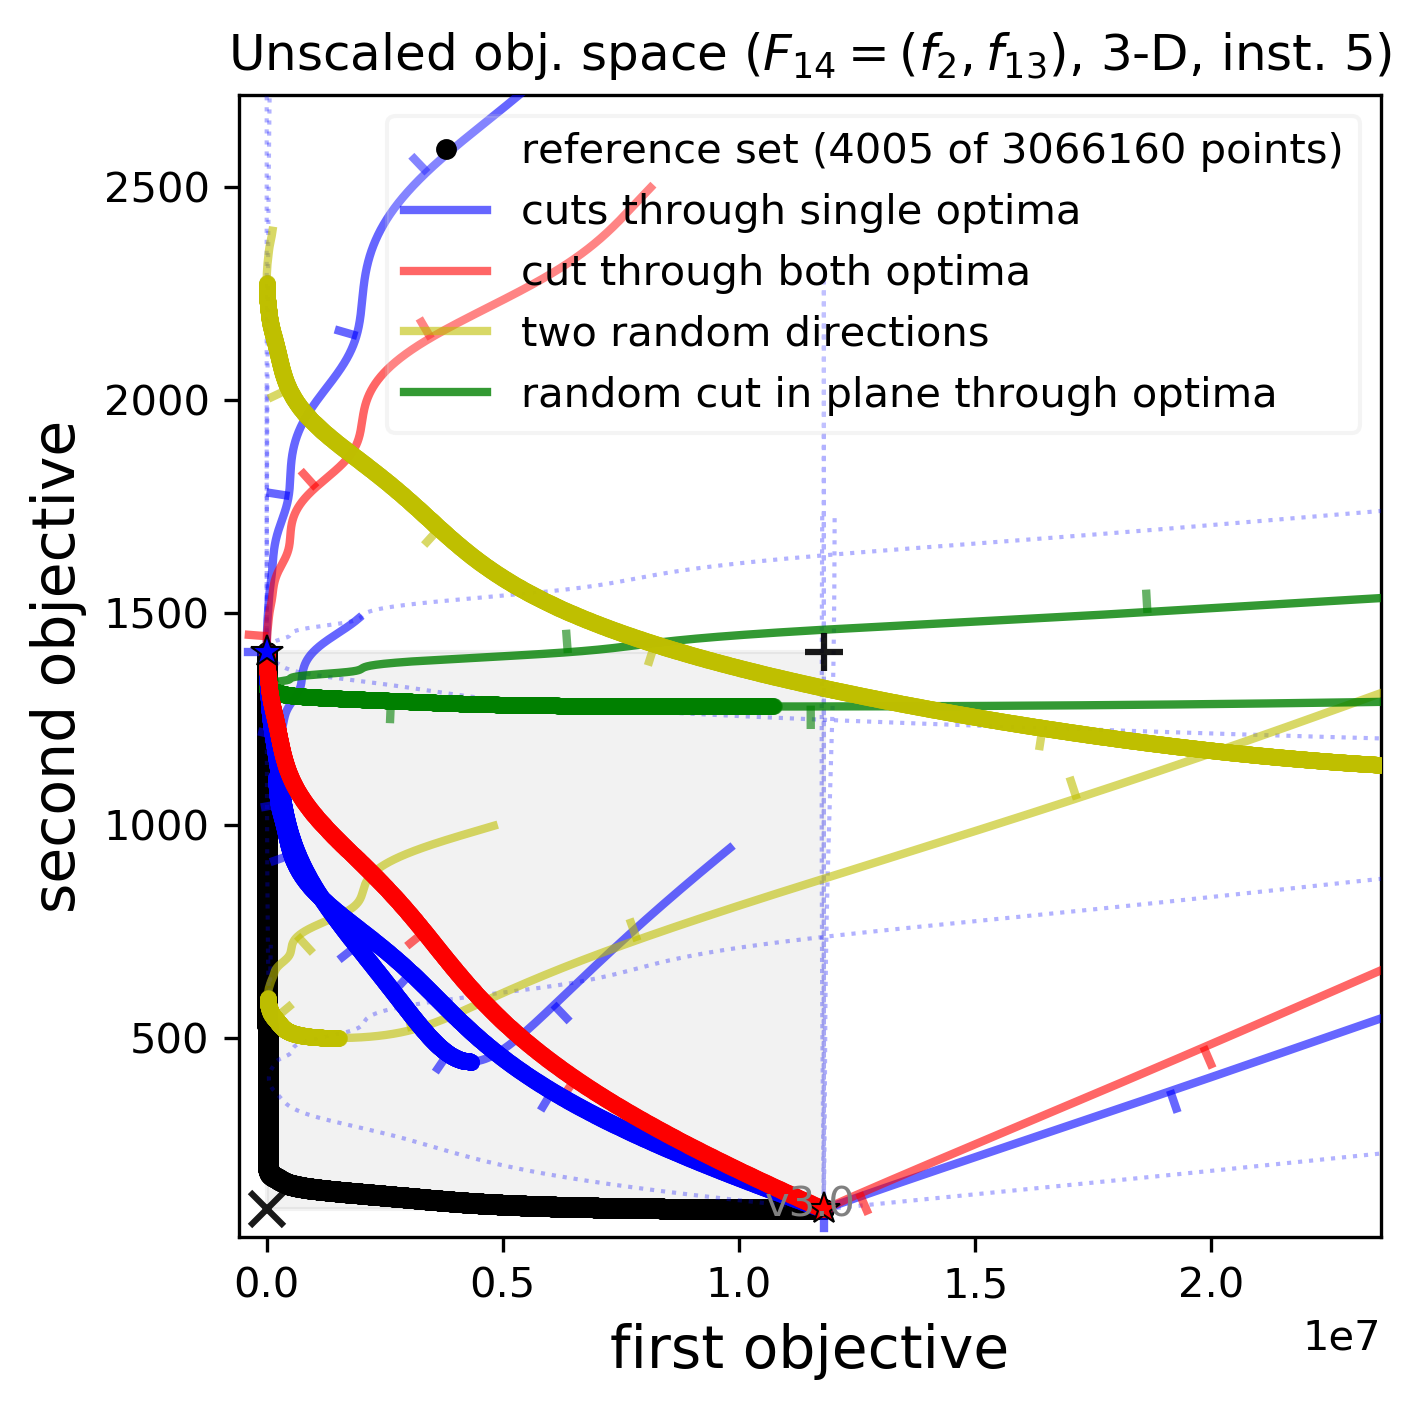 Unscaled obj. space (F14 = (f2, f13), 3-D, inst. 5)
reference set (4005 of 3066160 points)
cuts through single optima
cut through both optima
two random directions
random cut in plane through optima
second objective
2500
2000
1500
1000
500
v3.0
0.0 0.5 1.0 1.5 2.0
1e7
first objective